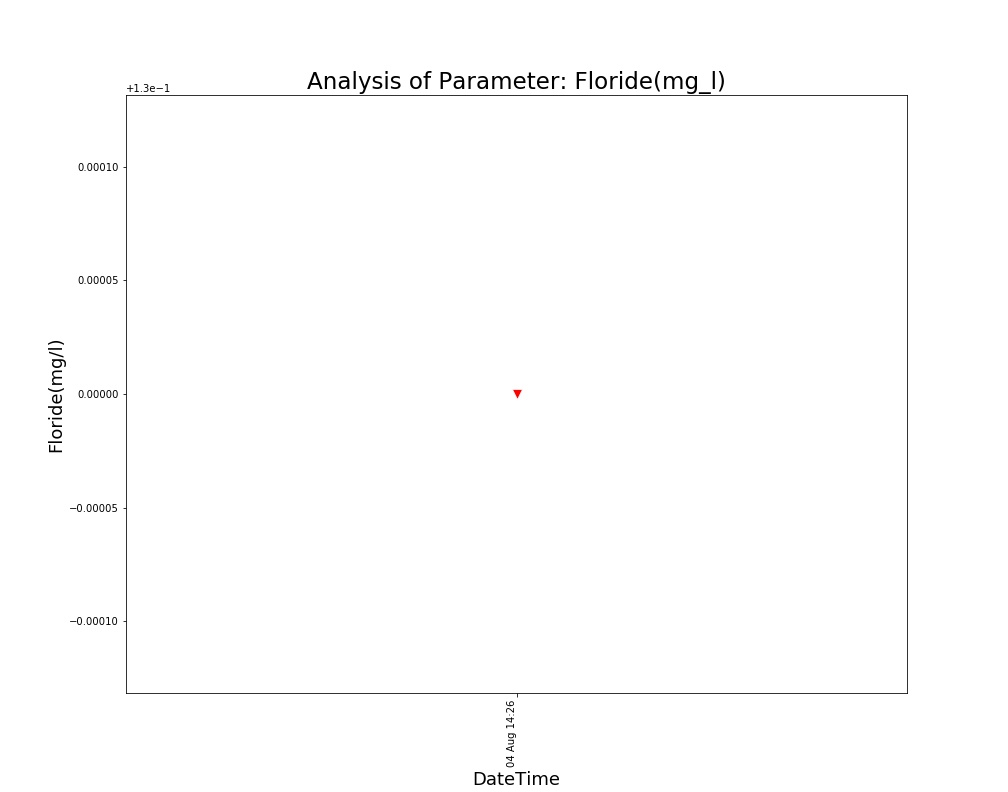 Analysis of Parameter: Floride(mg_l)
+1.3e−1
0.00010
0.00005
0.00000
−0.00005
−0.00010
Floride(mg/l)
04 Aug 14:26
DateTime